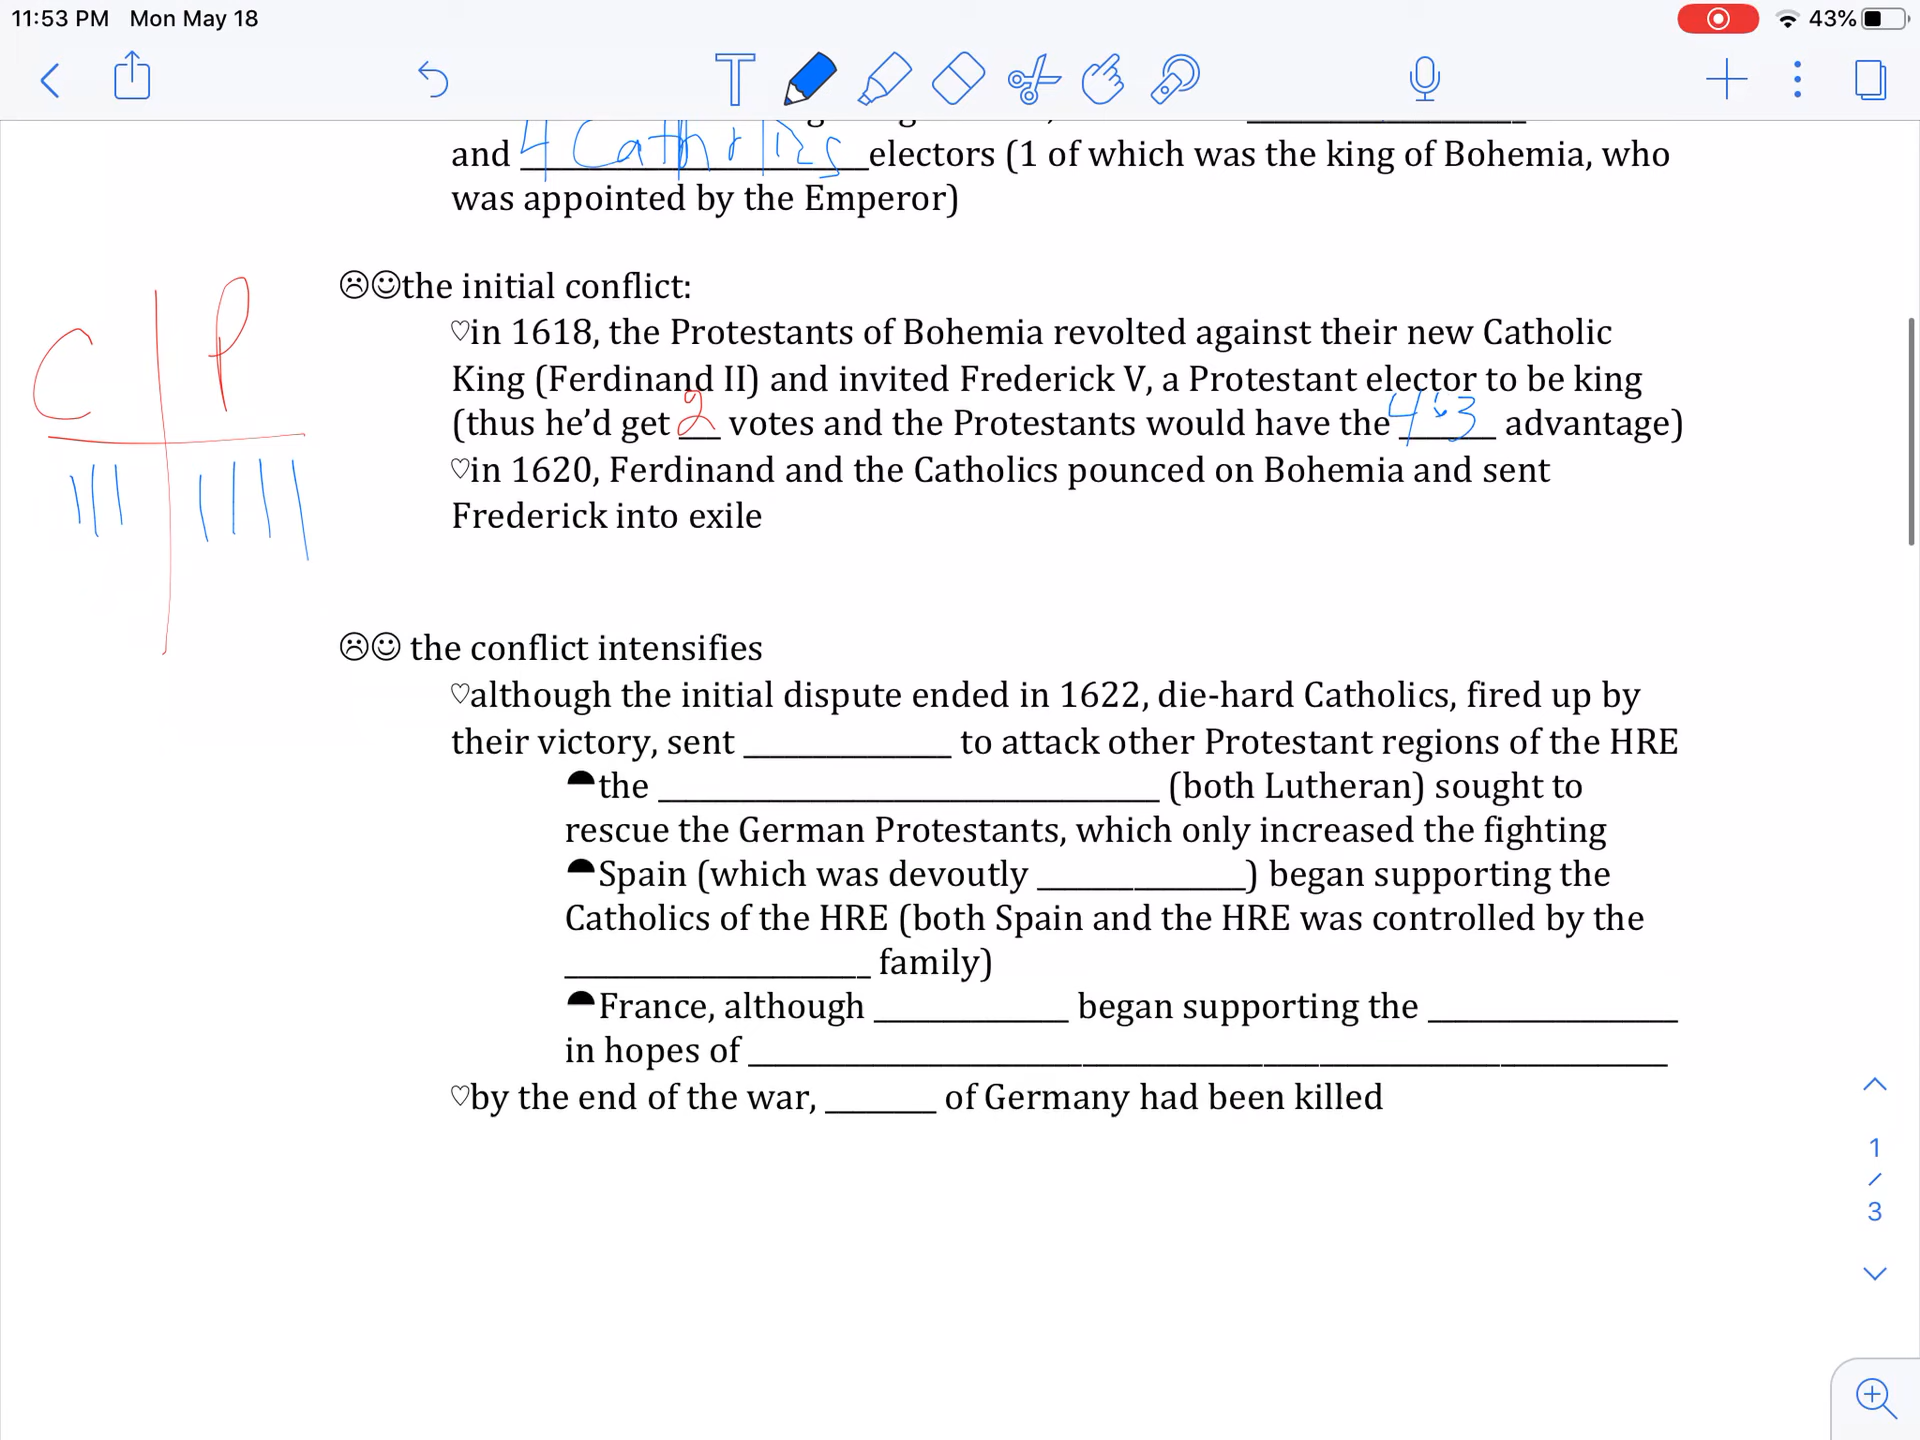 11:53 PM Mon May 18
43%
and 4 Catholics electors (1 of which was the king of Bohemia, who
was appointed by the Emperor)
☹☺the initial conflict:
♡in 1618, the Protestants of Bohemia revolted against their new Catholic
King (Ferdinand II) and invited Frederick V, a Protestant elector to be king
(thus he’d get 2 votes and the Protestants would have the 4:3 advantage)
♡in 1620, Ferdinand and the Catholics pounced on Bohemia and sent
Frederick into exile
C P
☹☺ the conflict intensifies
♡although the initial dispute ended in 1622, die-hard Catholics, fired up by
their victory, sent ______________ to attack other Protestant regions of the HRE
the ______________ (both Lutheran) sought to
rescue the German Protestants, which only increased the fighting
Spain (which was devoutly ______________) began supporting the
Catholics of the HRE (both Spain and the HRE was controlled by the
______________ family)
France, although ______________ began supporting the ______________
in hopes of ______________
♡by the end of the war, ________ of Germany had been killed
1
/
3